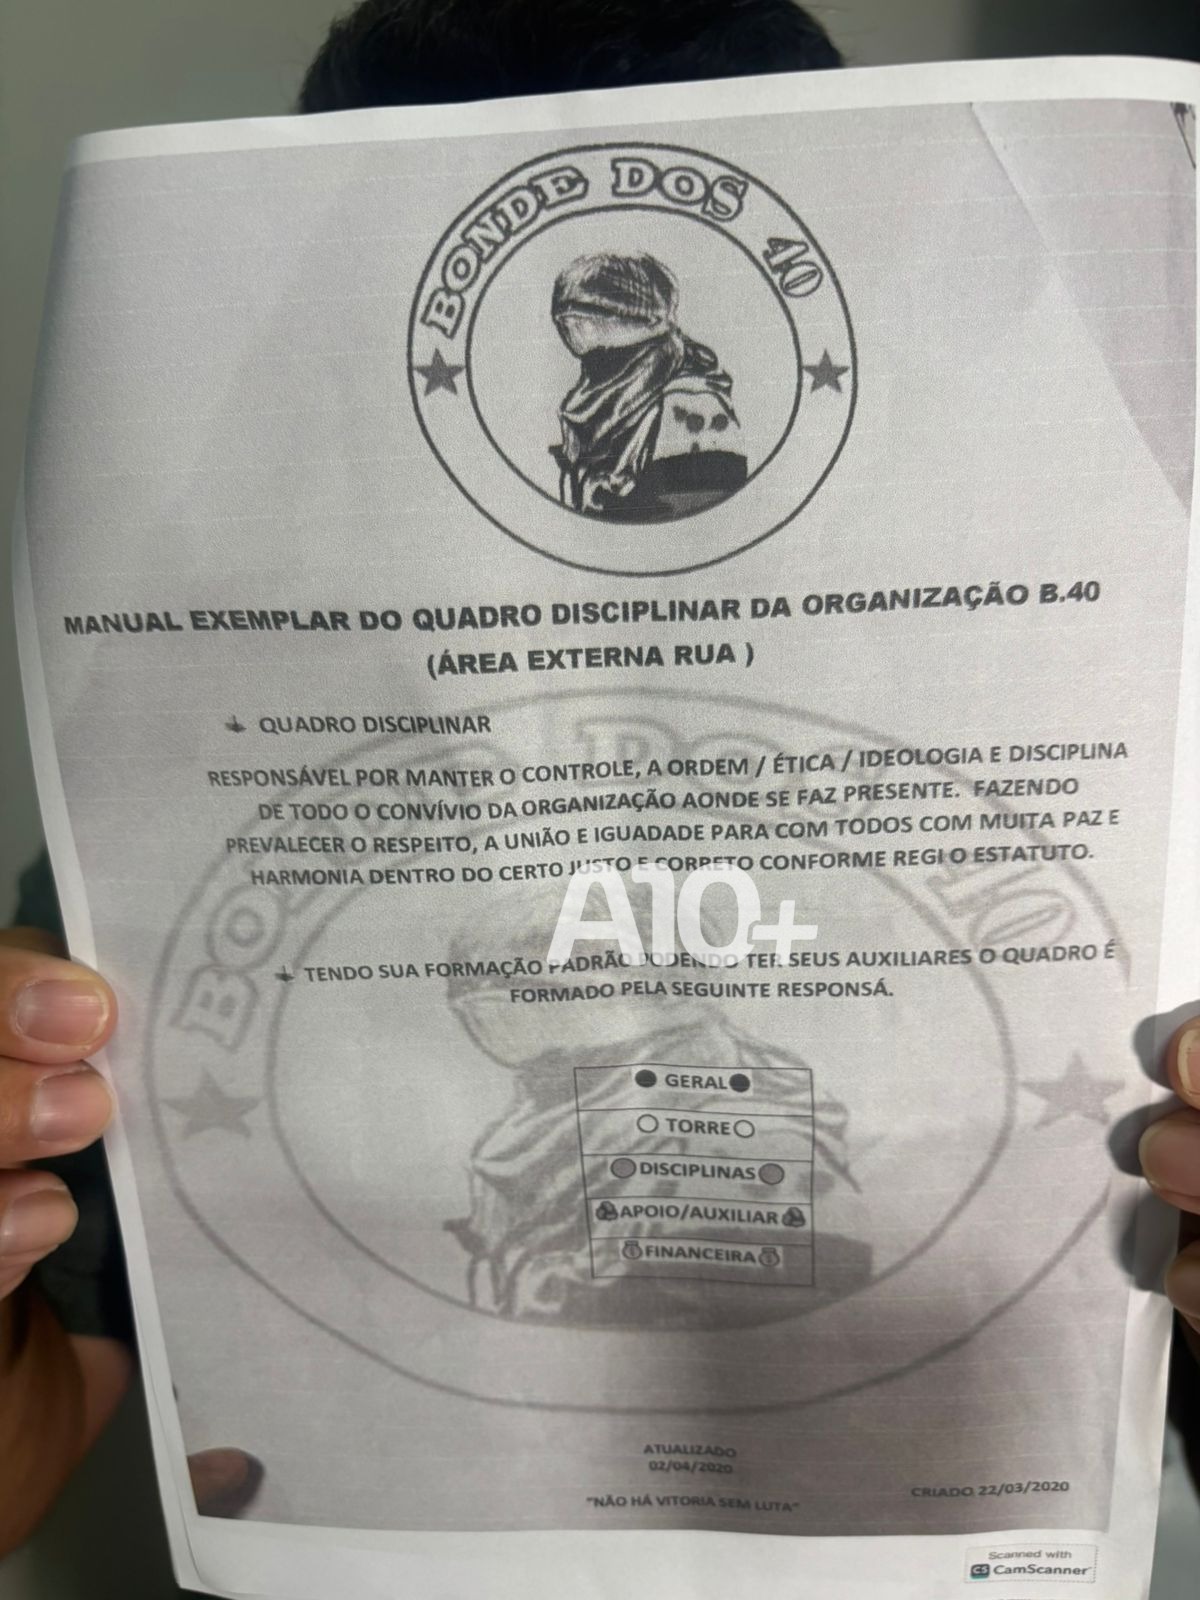 BONDE DOS 40
MANUAL EXEMPLAR DO QUADRO DISCIPLINAR DA ORGANIZAÇÃO B.40
(ÁREA EXTERNA RUA )
QUADRO DISCIPLINAR
RESPONSÁVEL POR MANTER O CONTROLE, A ORDEM / ÉTICA / IDEOLOGIA E DISCIPLINA
DE TODO O CONVÍVIO DA ORGANIZAÇÃO AONDE SE FAZ PRESENTE. FAZENDO
PREVALECER O RESPEITO, A UNIÃO E IGUADADE PARA COM TODOS COM MUITA PAZ E
HARMONIA DENTRO DO CERTO JUSTO E CORRETO CONFORME REGI O ESTATUTO.
A10+
TENDO SUA FORMAÇÃO PADRÃO PODENDO TER SEUS AUXILIARES O QUADRO É
FORMADO PELA SEGUINTE RESPONSÁ.
GERAL
TORRE
DISCIPLINAS
APOIO/AUXILIAR
FINANCEIRA
BONDE DOS 40
ATUALIZADO
02/04/2020
CRIADO 22/03/2020
"NÃO HÁ VITORIA SEM LUTA"
Scanned with
CS CamScanner